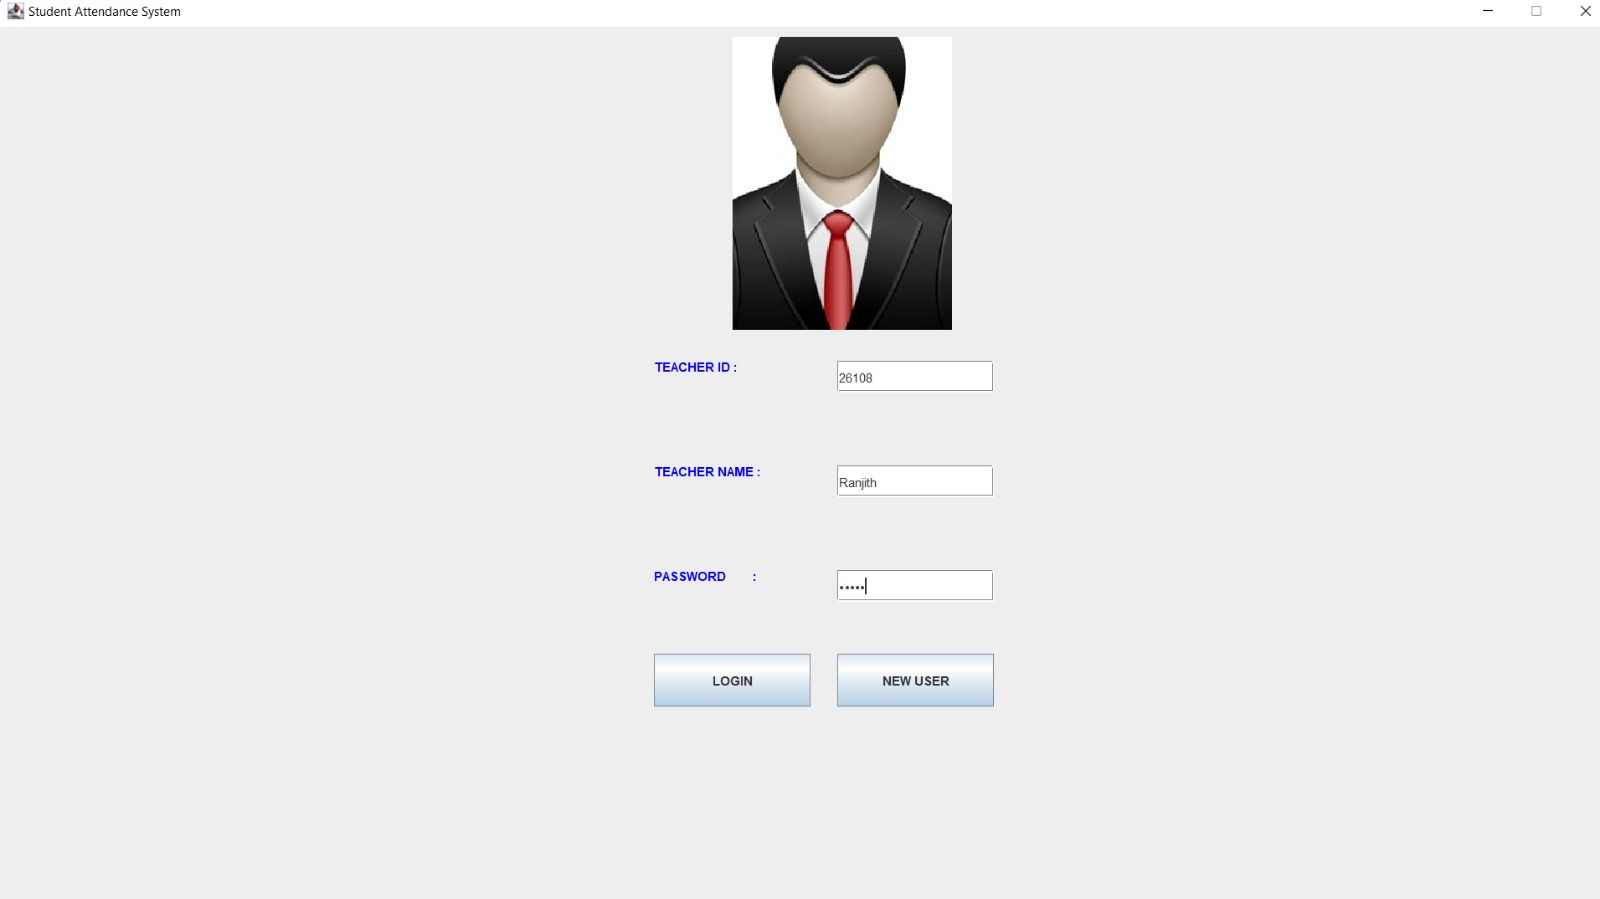 Student Attendance System
TEACHER ID : 26108
TEACHER NAME : Ranjith
PASSWORD : •••••
LOGIN NEW USER